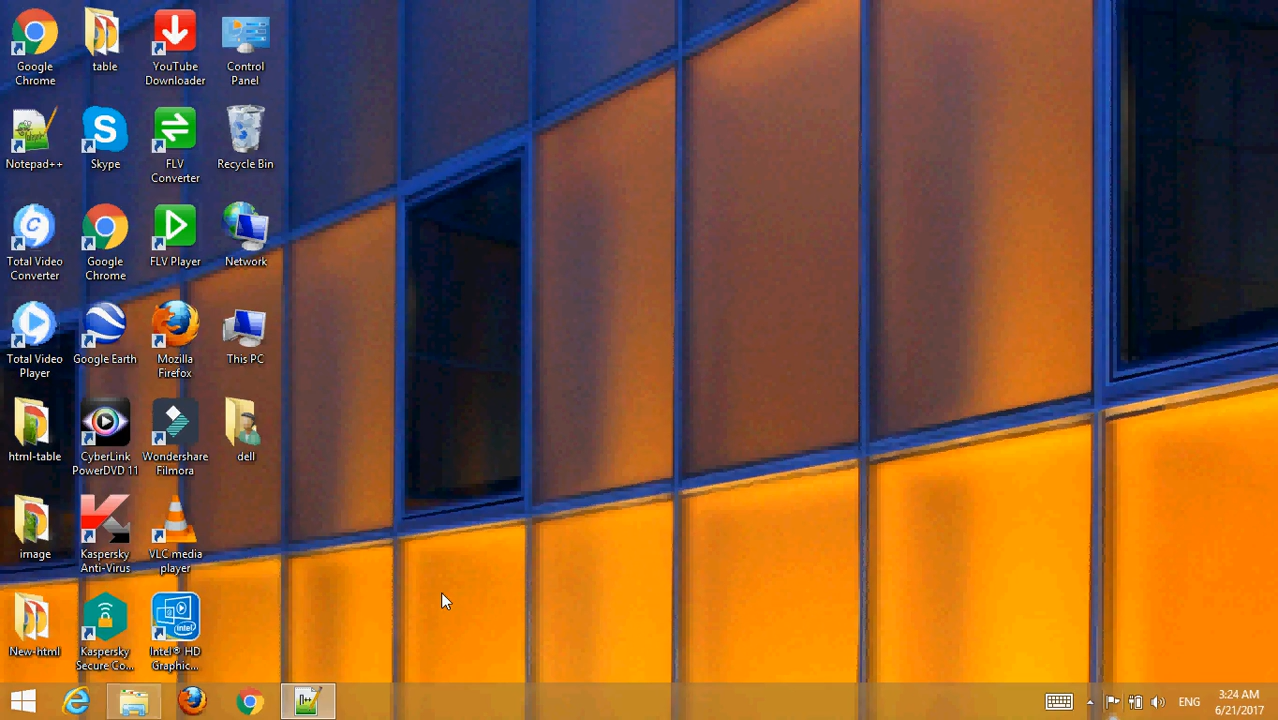 Google
Chrome
table
YouTube
Downloader
Control
Panel
Notepad++
Skype
FLV
Converter
Recycle Bin
Total Video
Converter
Google
Chrome
FLV Player
Network
Total Video
Player
Google Earth
Mozilla
Firefox
This PC
html-table
CyberLink
PowerDVD 11
Wondershare
Filmora
dell
image
Kaspersky
Anti-Virus
VLC media
player
New-html
Kaspersky
Secure Co...
Intel® HD
Graphic...
intel
ENG
3:24 AM
6/21/2017